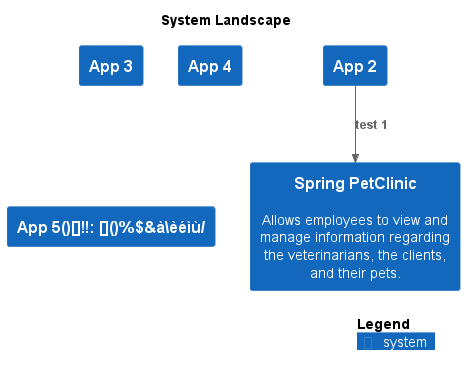 System Landscape
App 3
App 4
App 2
test 1
Spring PetClinic
Allows employees to view and
manage information regarding
the veterinarians, the clients,
and their pets.
App 5()[]!!: []()%$&à\èéìù/
Legend
system